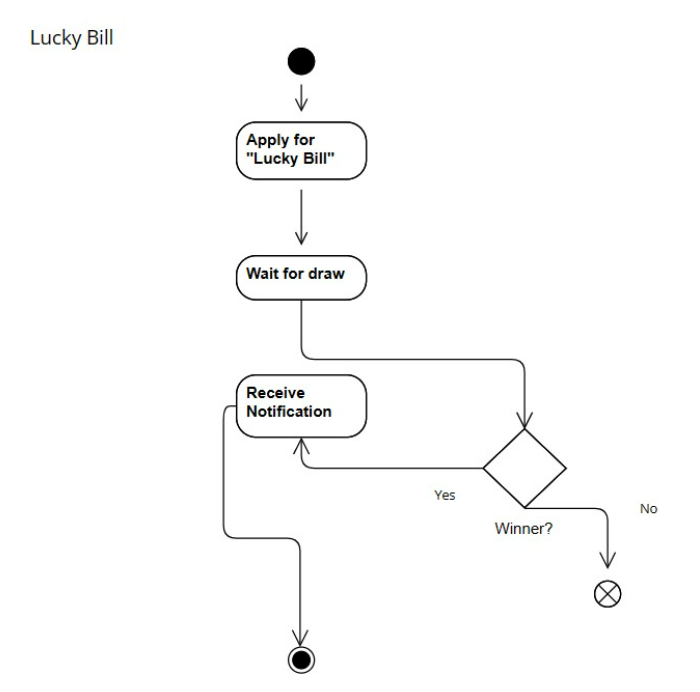 Lucky Bill
Apply for
"Lucky Bill"
Wait for draw
Receive
Notification
Yes
No
Winner?